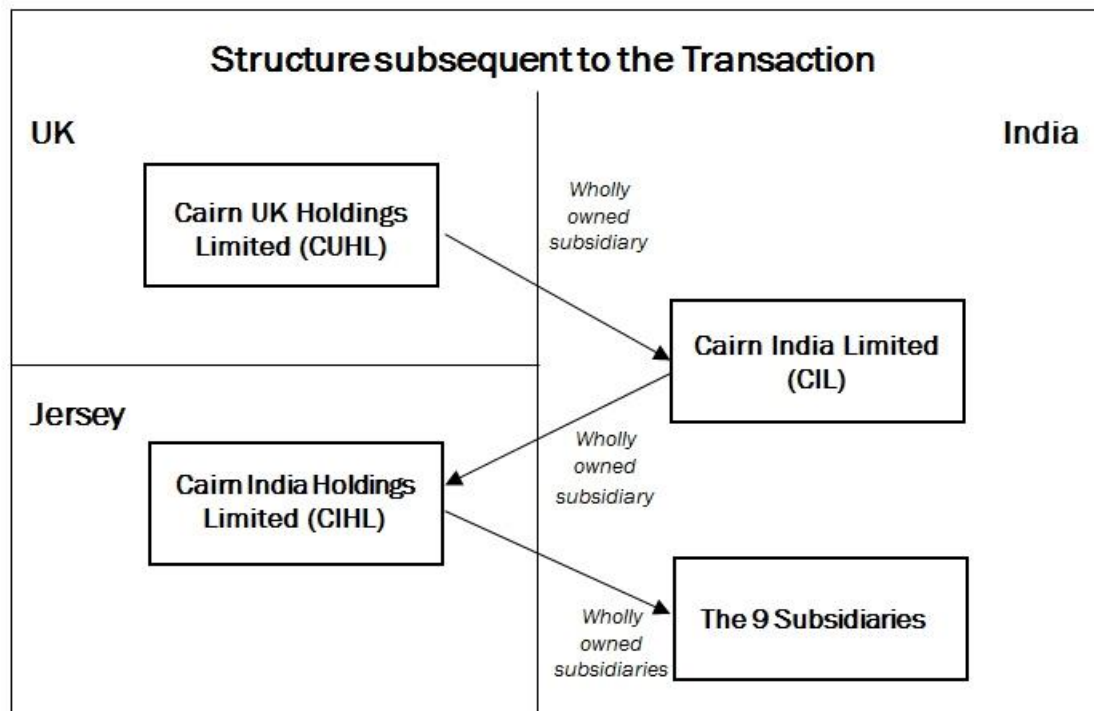 Structure subsequent to the Transaction
UK
India
Cairn UK Holdings
Limited (CUHL)
Wholly
owned
subsidiary
Cairn India Limited
(CIL)
Jersey
Cairn India Holdings
Limited (CIHL)
Wholly
owned
subsidiary
The 9 Subsidiaries
Wholly
owned
subsidiaries